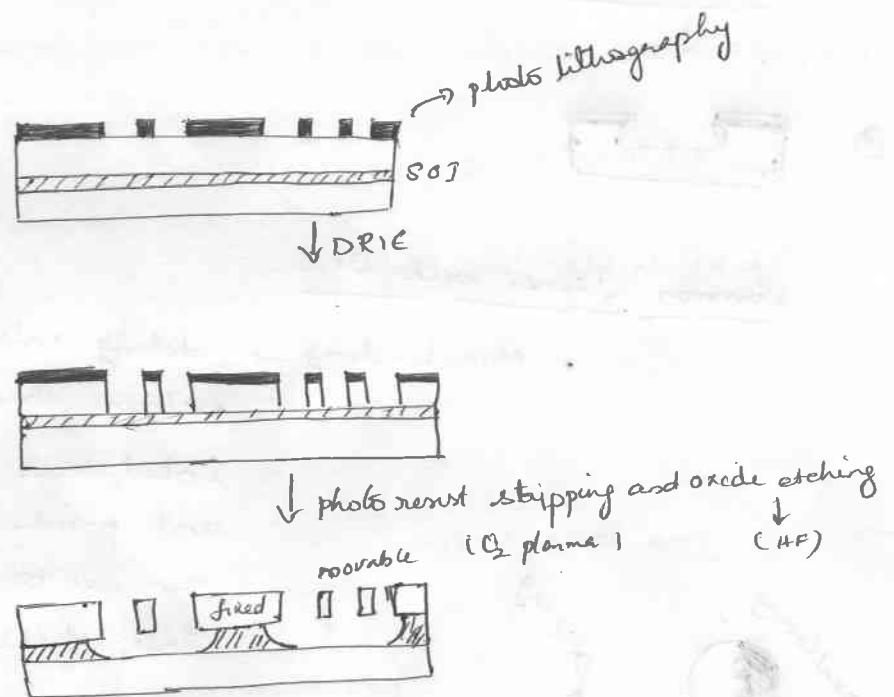 photo lithography
SOI
DRIE
photo resist stripping and oxide etching
(O2 plasma)
(HF)
movable
fixed